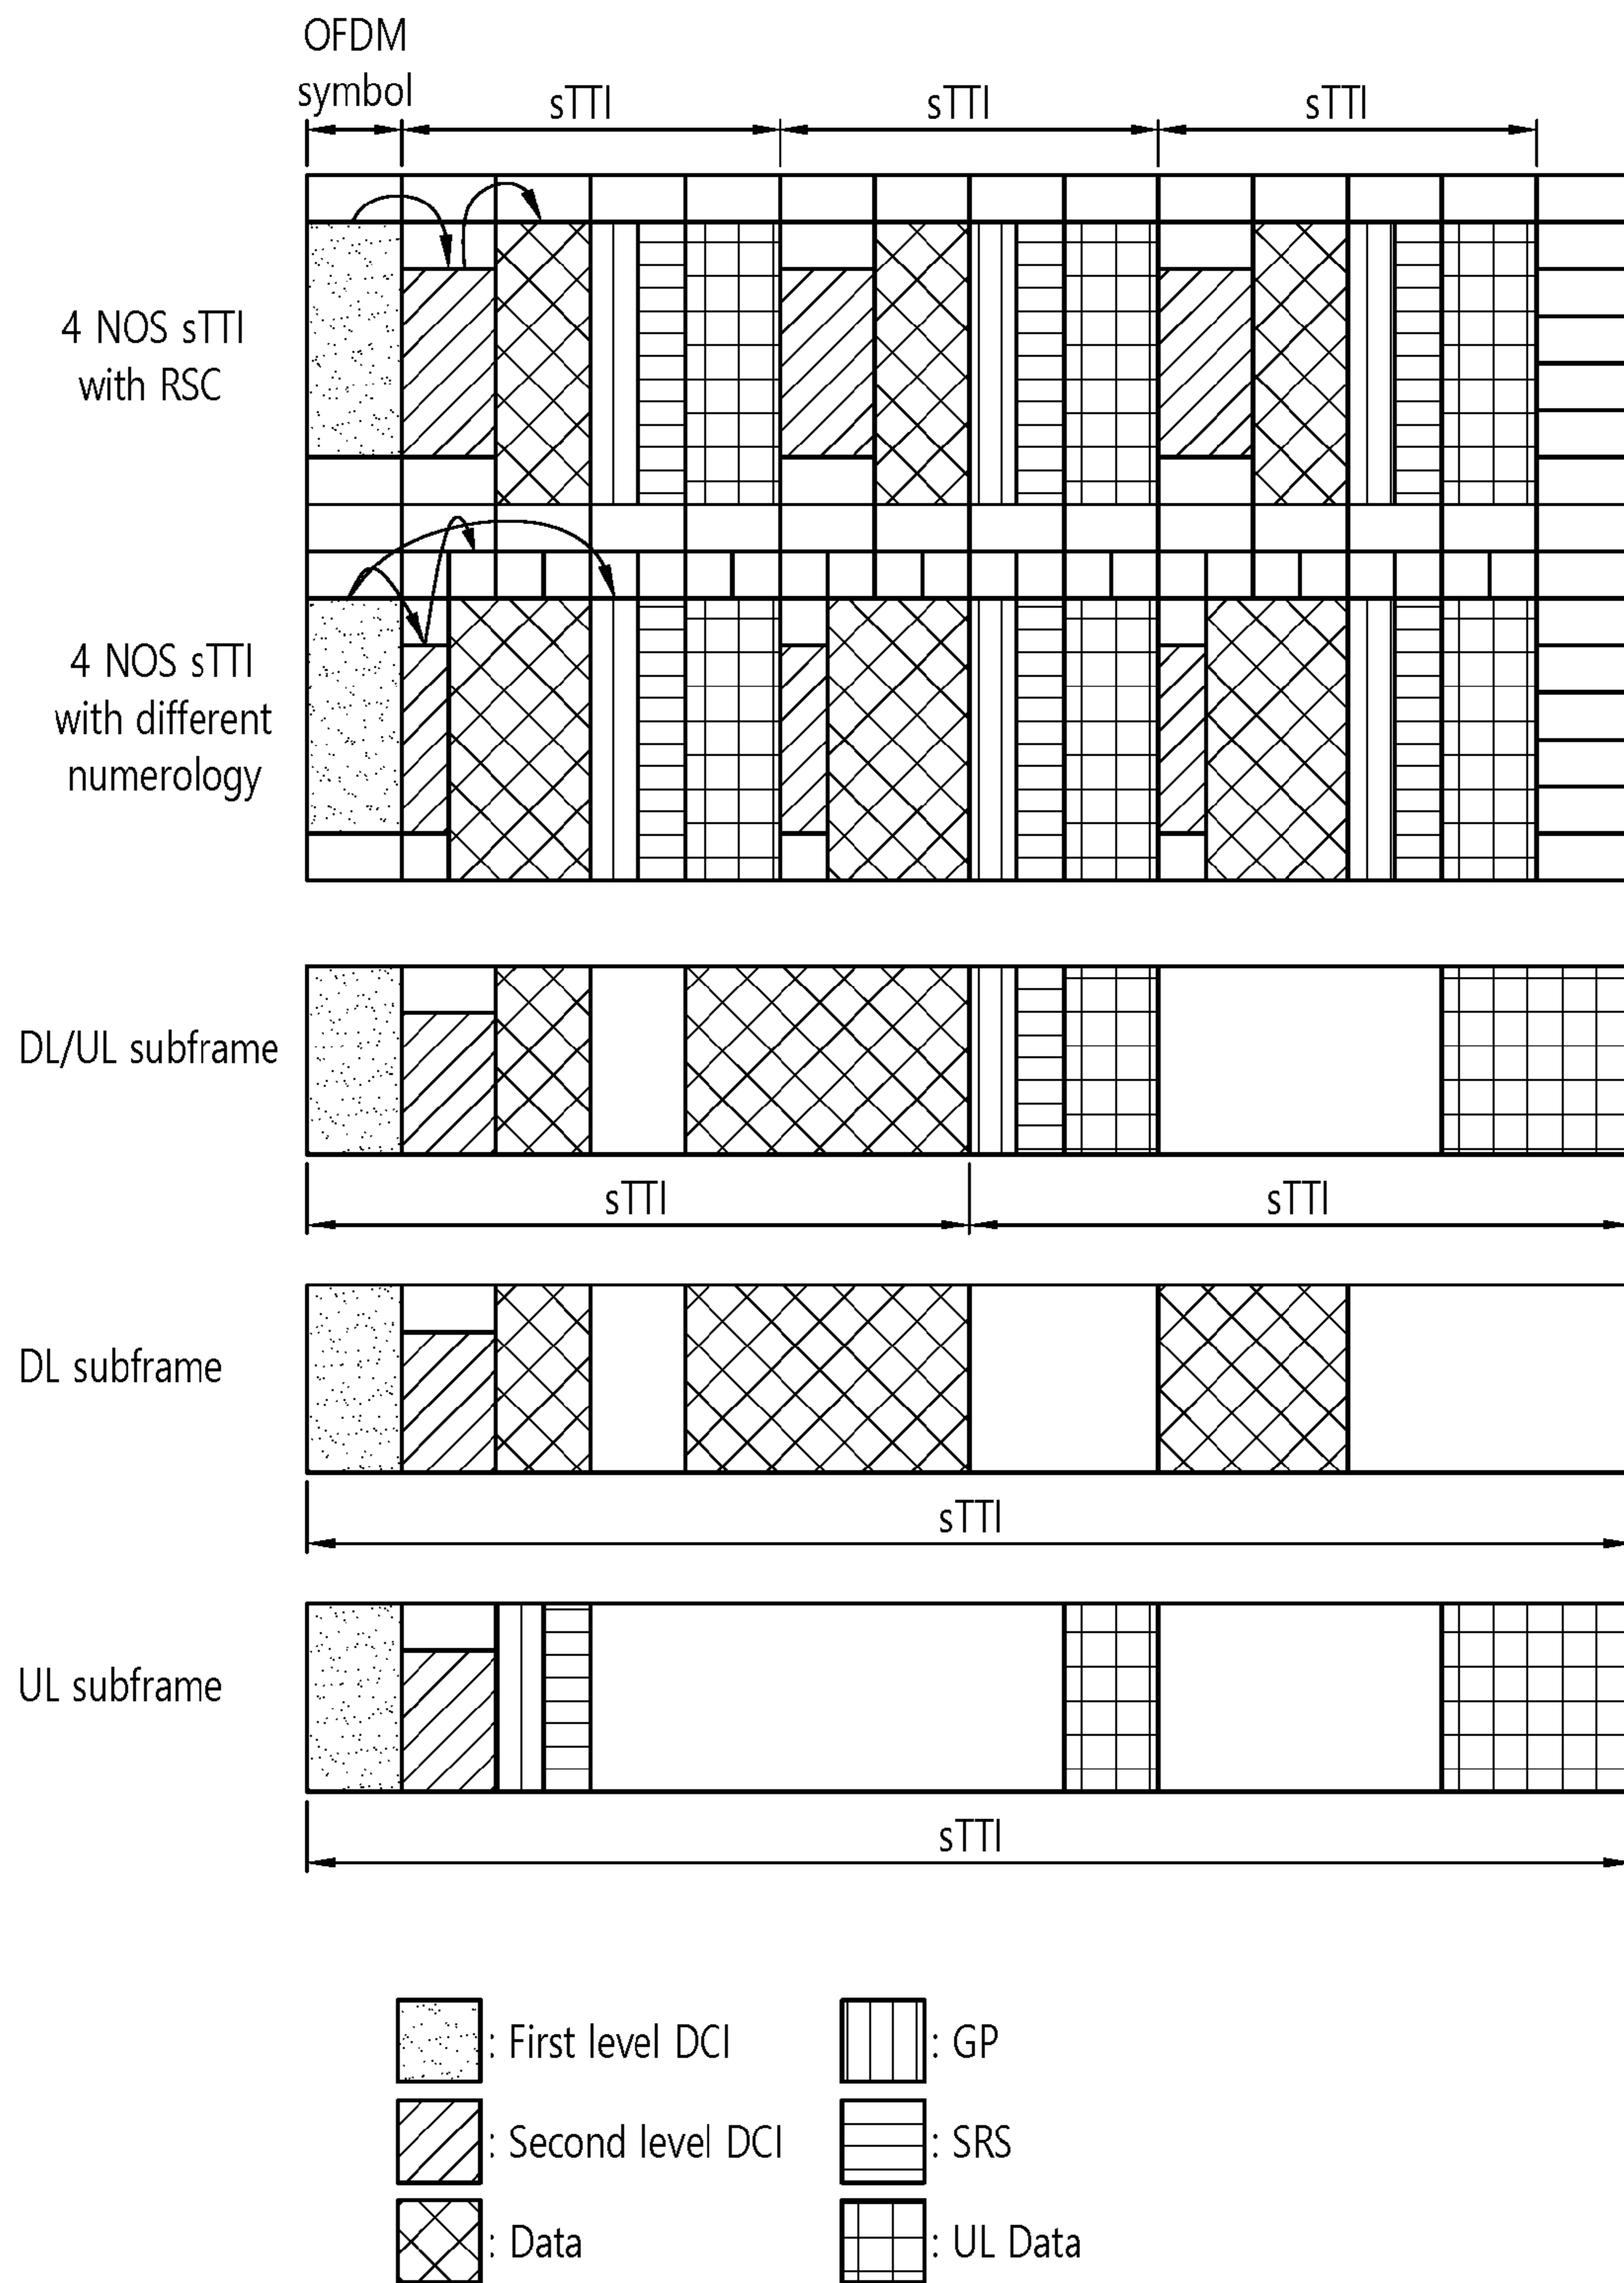 OFDM
symbol
sTTI
sTTI
sTTI
4 NOS sTTI
with RSC
4 NOS sTTI
with different
numerology
DL/UL subframe
sTTI
sTTI
DL subframe
sTTI
UL subframe
sTTI
: First level DCI
: GP
: Second level DCI
: SRS
: Data
: UL Data